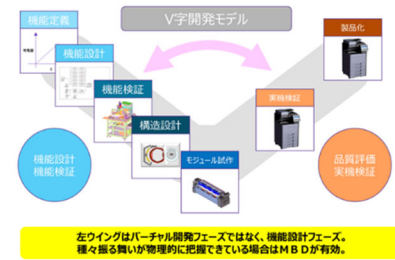 V字開発モデル
機能定義
機能設計
機能検証
構造設計
モジュール試作
実機検証
製品化
機能設計
機能検証
品質評価
実機検証
左ウイングはバーチャル開発フェーズではなく、機能設計フェーズ。
種々振る舞いが物理的に把握できている場合はMBDが有効。